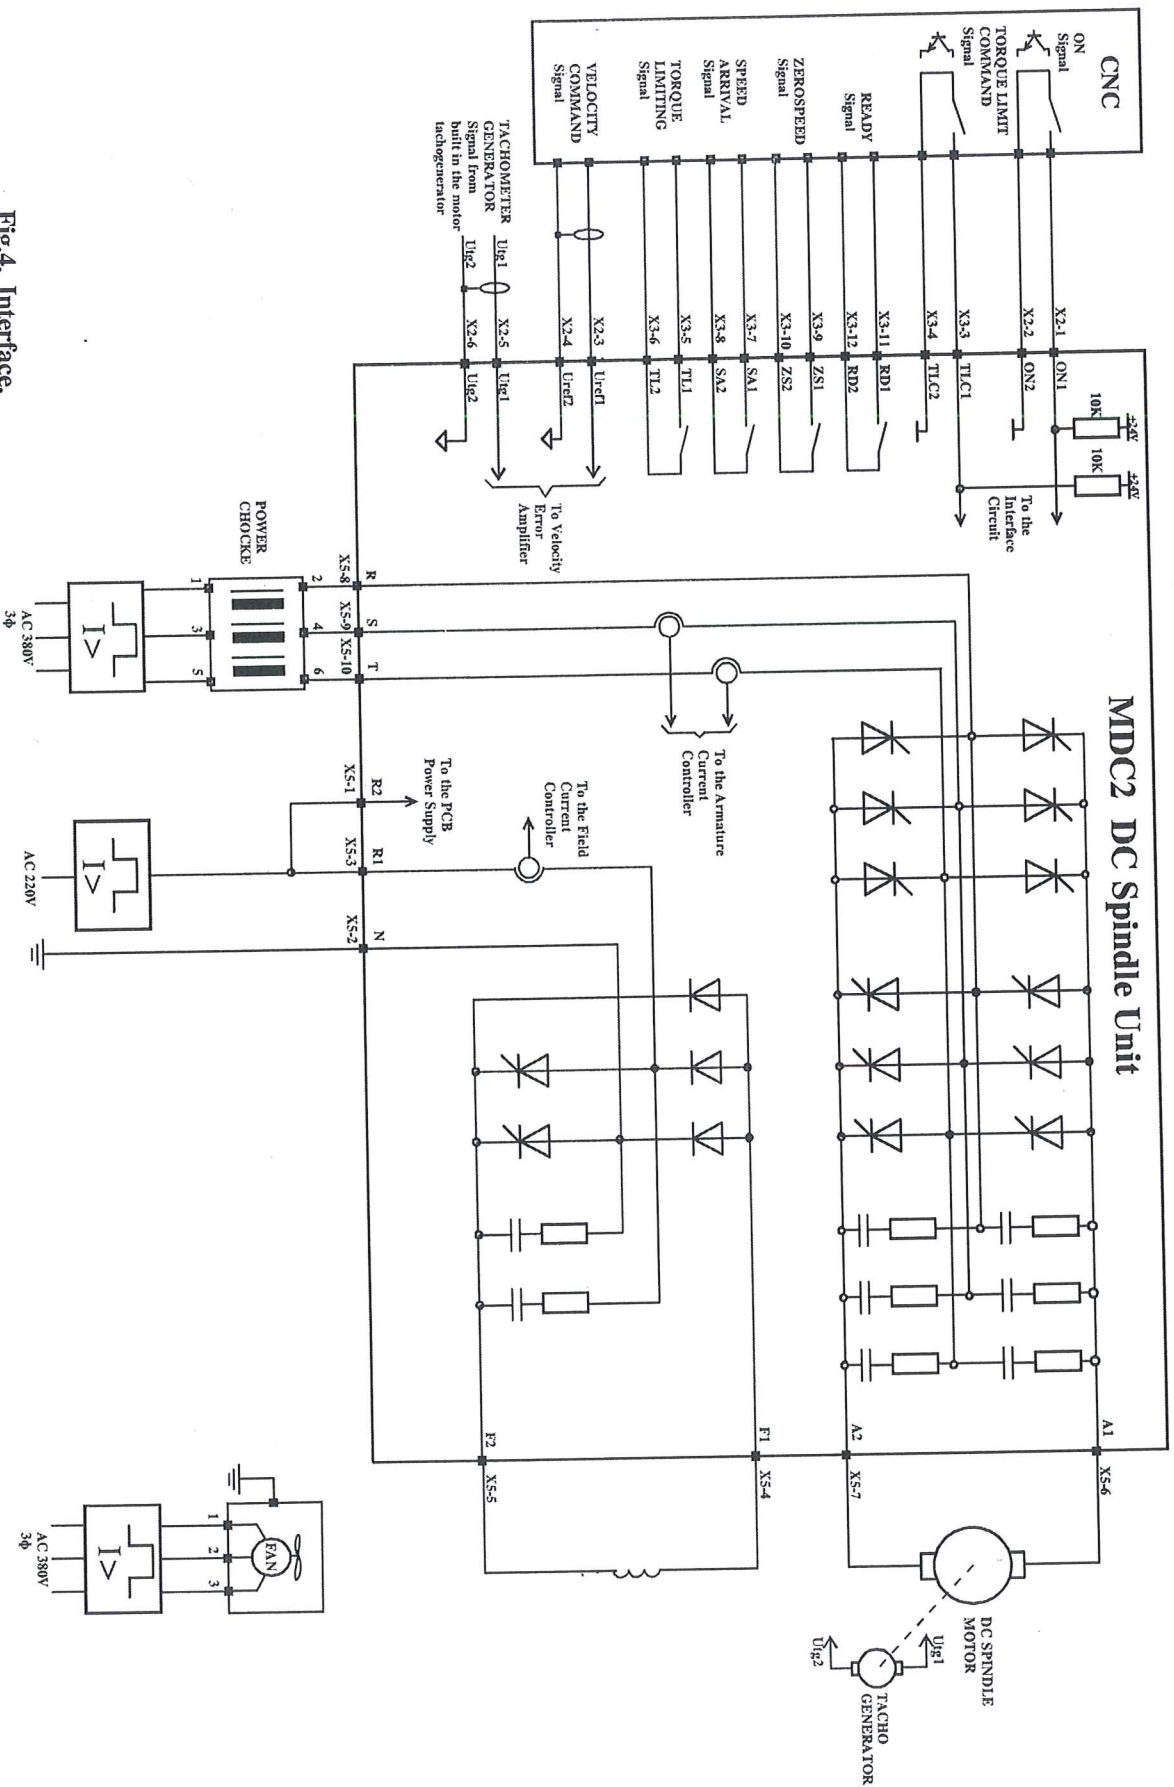 MDC2 DC Spindle Unit
CNC
ON
Signal
TORQUE LIMIT
COMMAND
Signal
READY
Signal
ZEROSPEED
Signal
SPEED
ARRIVAL
Signal
TORQUE
LIMITING
Signal
VELOCITY
COMMAND
Signal
TACHOMETER
GENERATOR
Signal from
built in the motor
tachogenerator
Utg1
Utg2
X2-1
X2-2
X3-3
X3-4
X3-11
X3-12
X3-9
X3-10
X3-7
X3-8
X3-5
X3-6
X2-3
X2-4
X2-5
X2-6
ON1
ON2
TLC1
TLC2
RD1
RD2
ZS1
ZS2
SA1
SA2
TL1
TL2
Uref1
Uref2
Utg1
Utg2
+24V
10K
+24V
10K
To the
Interface
Circuit
To Velocity
Error
Amplifier
POWER
CHOCKE
R
X5-8
S
X5-9
T
X5-10
2
4
6
1
3
5
I>
AC 380V
3ф
To the Armature
Current
Controller
To the Field
Current
Controller
To the PCB
Power Supply
R2
X5-1
R1
X5-3
N
X5-2
I>
AC 220V
A1
X5-6
A2
X5-7
F1
X5-4
F2
X5-5
DC SPINDLE
MOTOR
Utg1
Utg2
TACHO
GENERATOR
FAN
1
2
3
I>
AC 380V
3ф
Fig.4. Interface.